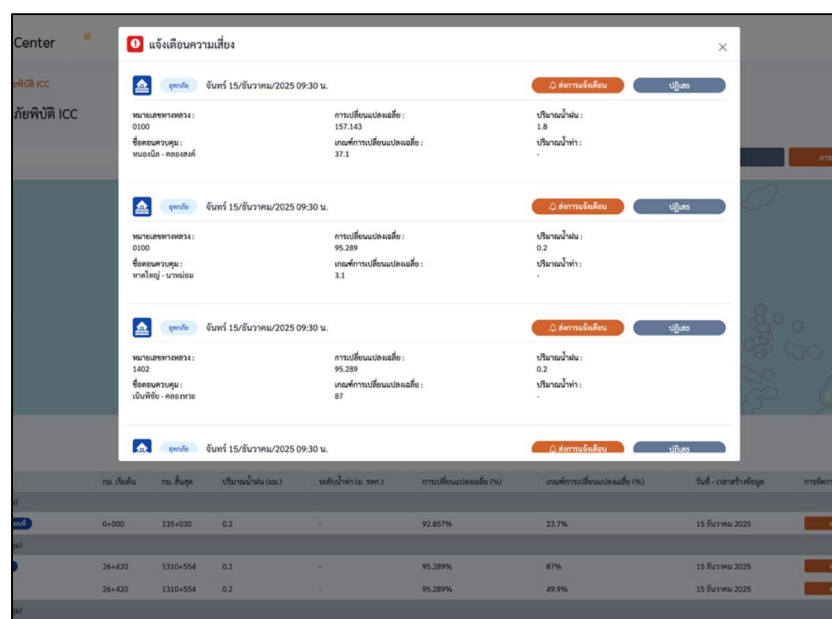 Center
แจ้งเตือนความเสี่ยง
ยพิบัติ ICC
ภัยพิบัติ ICC
อุทกภัย จันทร์ 15/ธันวาคม/2025 09:30 น. ส่งการแจ้งเตือน ปฏิเสธ
หมายเลขทางหลวง : การเปลี่ยนแปลงเฉลี่ย : ปริมาณน้ำฝน :
0100 157.143 1.8
ชื่อตอนควบคุม : เกณฑ์การเปลี่ยนแปลงเฉลี่ย : ปริมาณน้ำท่า :
หนองนิล - คลองสงค์ 37.1 -
อุทกภัย จันทร์ 15/ธันวาคม/2025 09:30 น. ส่งการแจ้งเตือน ปฏิเสธ
หมายเลขทางหลวง : การเปลี่ยนแปลงเฉลี่ย : ปริมาณน้ำฝน :
0100 95.289 0.2
ชื่อตอนควบคุม : เกณฑ์การเปลี่ยนแปลงเฉลี่ย : ปริมาณน้ำท่า :
หาดใหญ่ - นาหม่อม 3.1 -
อุทกภัย จันทร์ 15/ธันวาคม/2025 09:30 น. ส่งการแจ้งเตือน ปฏิเสธ
หมายเลขทางหลวง : การเปลี่ยนแปลงเฉลี่ย : ปริมาณน้ำฝน :
1402 95.289 0.2
ชื่อตอนควบคุม : เกณฑ์การเปลี่ยนแปลงเฉลี่ย : ปริมาณน้ำท่า :
เนินพิชัย - คลองหวะ 87 -
อุทกภัย จันทร์ 15/ธันวาคม/2025 09:30 น. ส่งการแจ้งเตือน ปฏิเสธ
กม. เริ่มต้น กม. สิ้นสุด ปริมาณน้ำฝน (มม.) ระดับน้ำท่า (ม. รทก.) การเปลี่ยนแปลงเฉลี่ย (%) เกณฑ์การเปลี่ยนแปลงเฉลี่ย (%) วันที่ - เวลาสร้างข้อมูล การจัดกา
0+000 135+030 0.2 - 92.857% 23.7% 15 ธันวาคม 2025
26+420 1310+554 0.2 - 95.289% 87% 15 ธันวาคม 2025
26+420 1310+554 0.2 - 95.289% 49.9% 15 ธันวาคม 2025